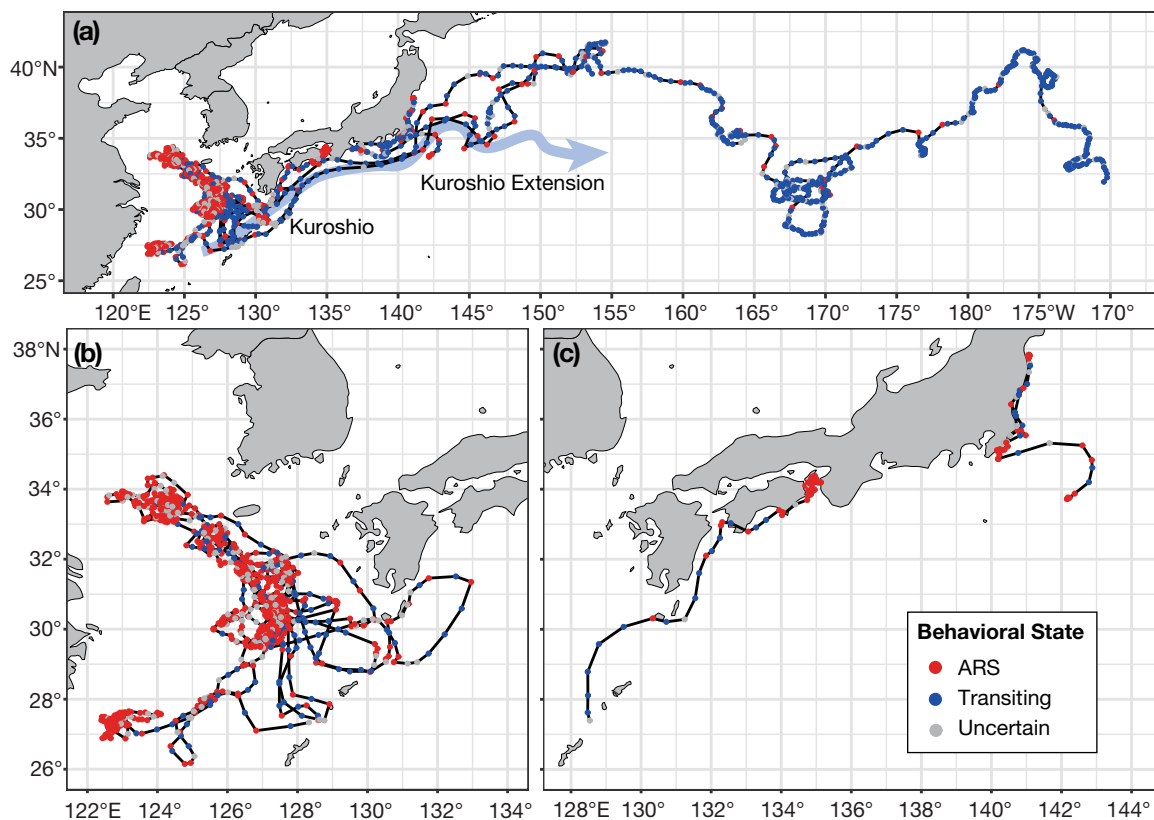 (a)
40°N
35°
30°
25°
Kuroshio Extension
Kuroshio
120°E 125° 130° 135° 140° 145° 150° 155° 160° 165° 170° 175° 180° 175°W 170°
(b)
38°N
36°
34°
32°
30°
28°
26°
122°E 124° 126° 128° 130° 132° 134°
(c)
Behavioral State
ARS
Transiting
Uncertain
128°E 130° 132° 134° 136° 138° 140° 142° 144°